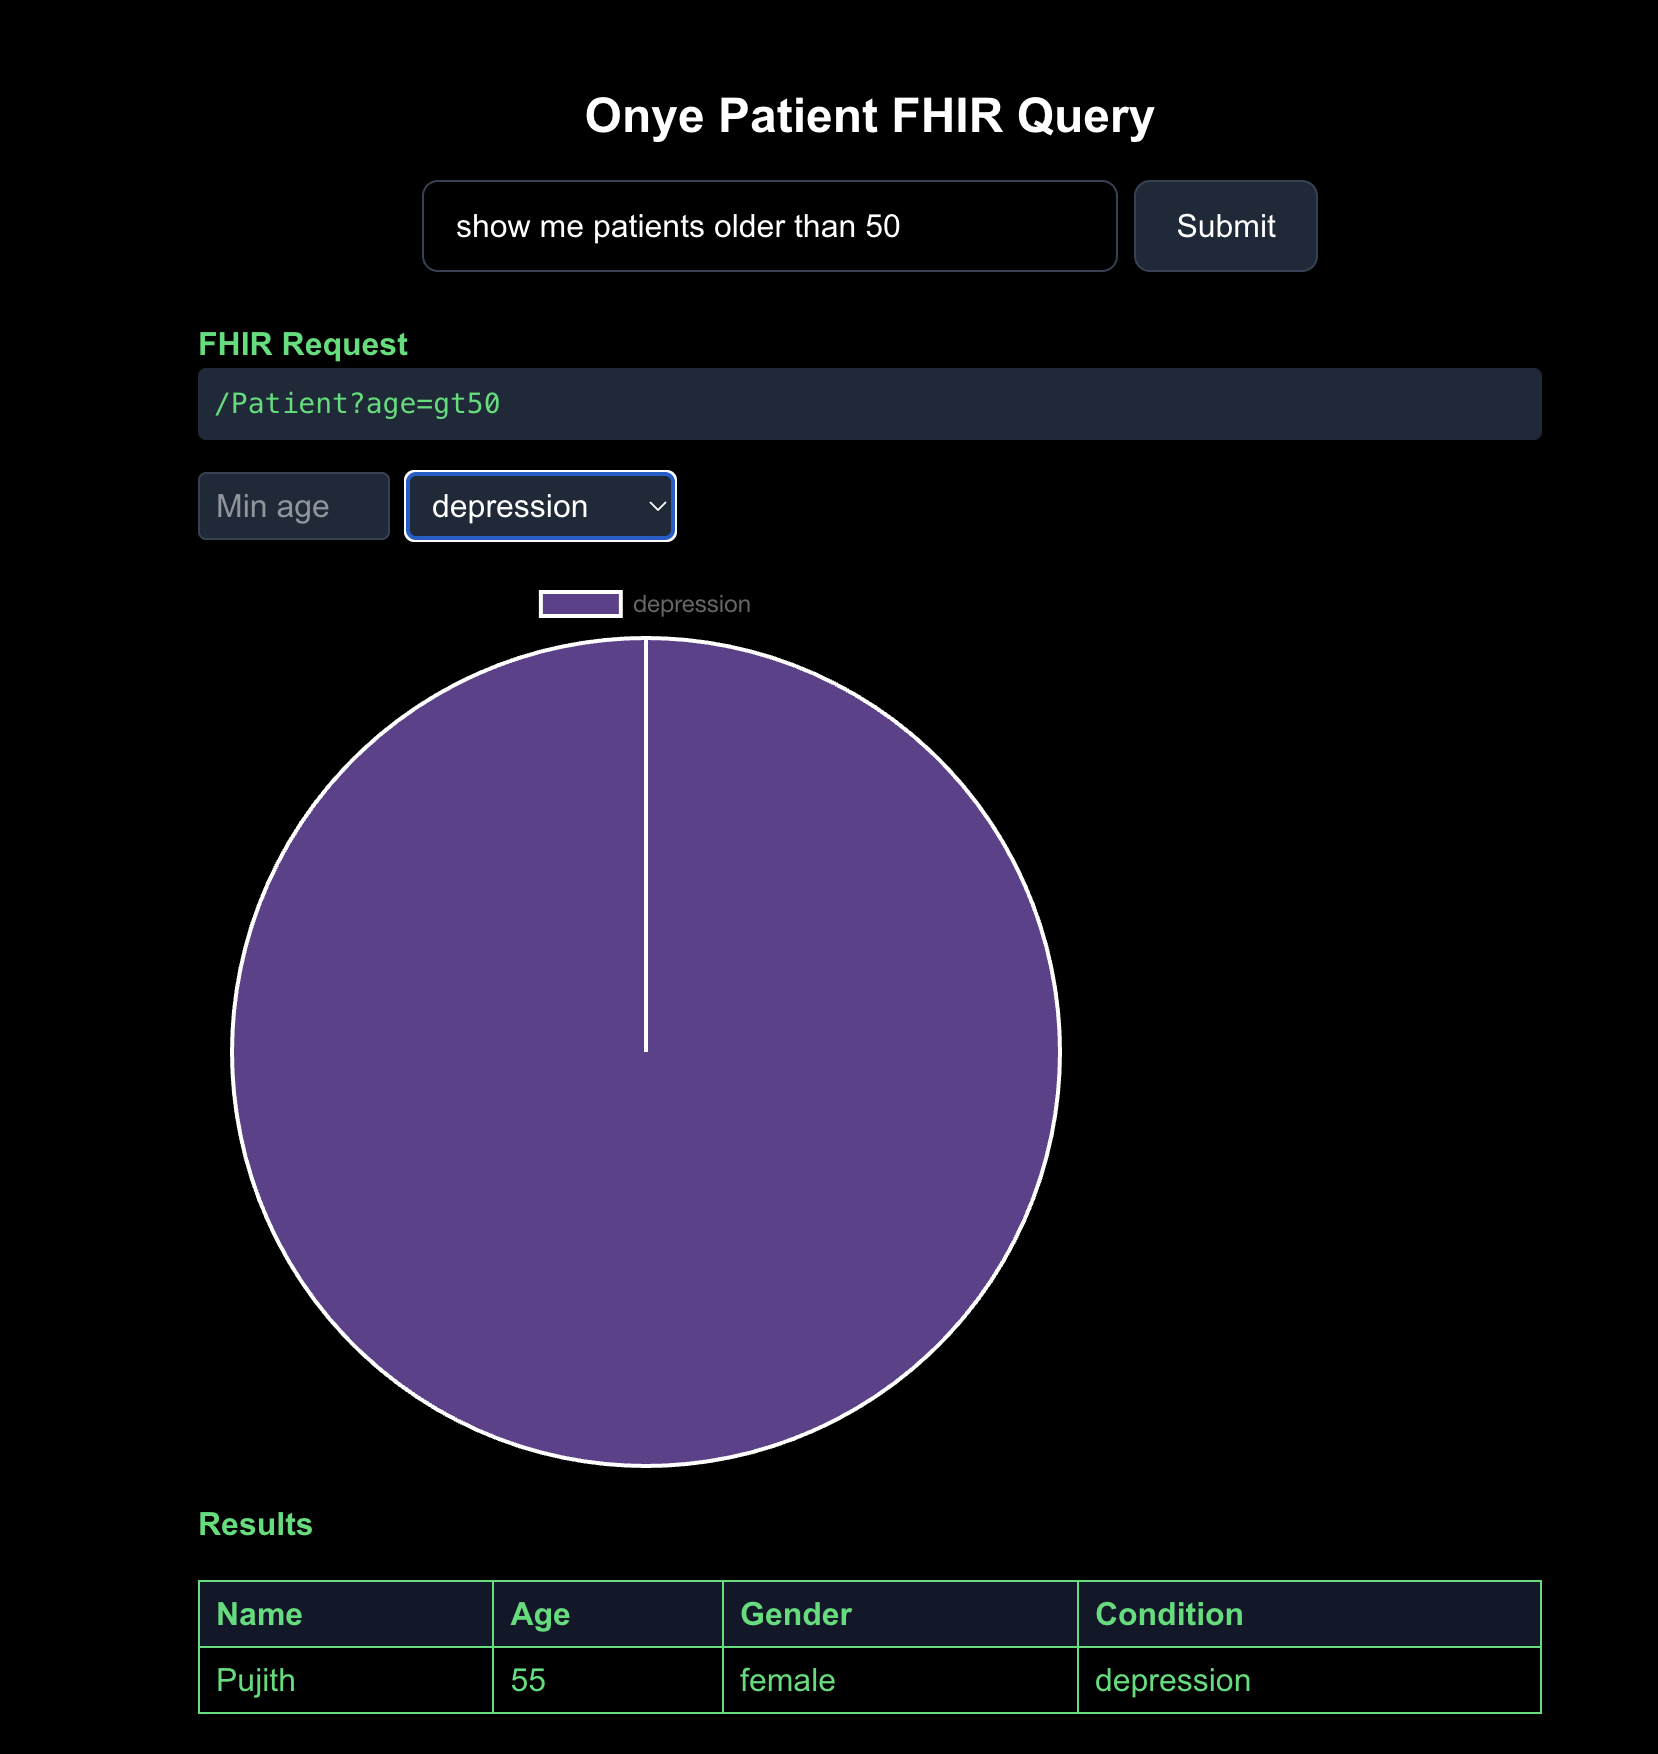 Onye Patient FHIR Query
show me patients older than 50 Submit
FHIR Request
/Patient?age=gt50
Min age depression
depression
Results
Name Age Gender Condition
Pujith 55 female depression